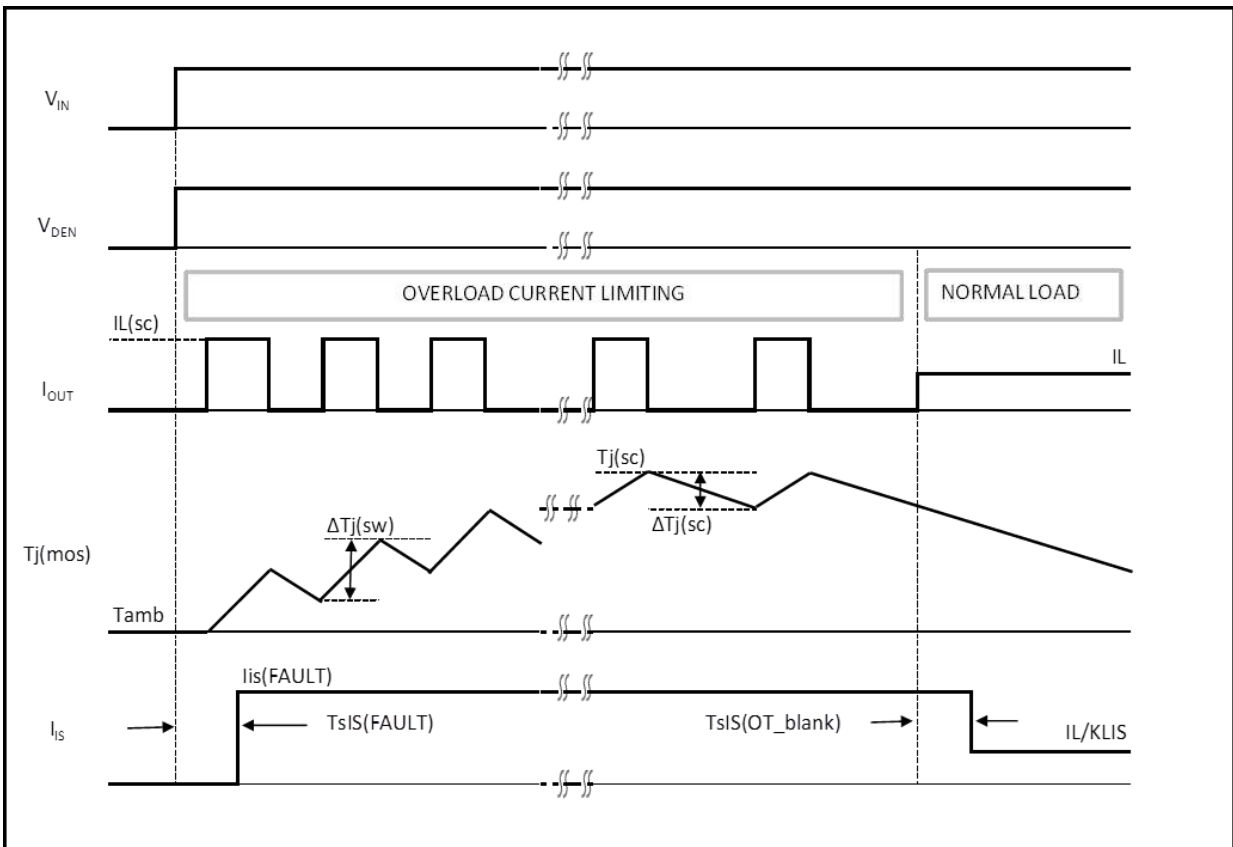 VIN
VDEN
OVERLOAD CURRENT LIMITING
NORMAL LOAD
IL(sc)
IL
IOUT
Tj(sc)
ΔTj(sw)
ΔTj(sc)
Tj(mos)
Tamb
Iis(FAULT)
TsIS(FAULT)
TsIS(OT_blank)
IIS
IL/KLIS